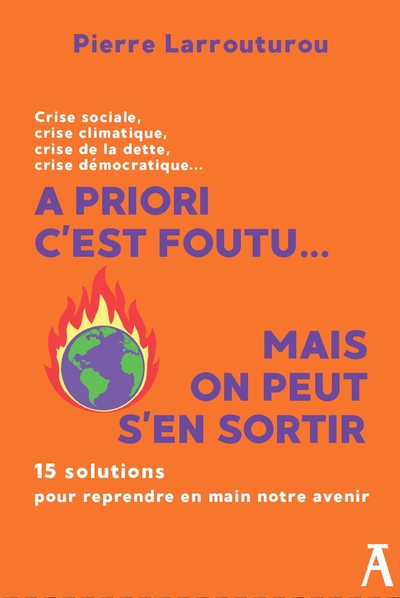 Pierre Larrouturou
Crise sociale,
crise climatique,
crise de la dette,
crise démocratique...
A PRIORI
C'EST FOUTU...
MAIS
ON PEUT
S'EN SORTIR
15 solutions
pour reprendre en main notre avenir
A